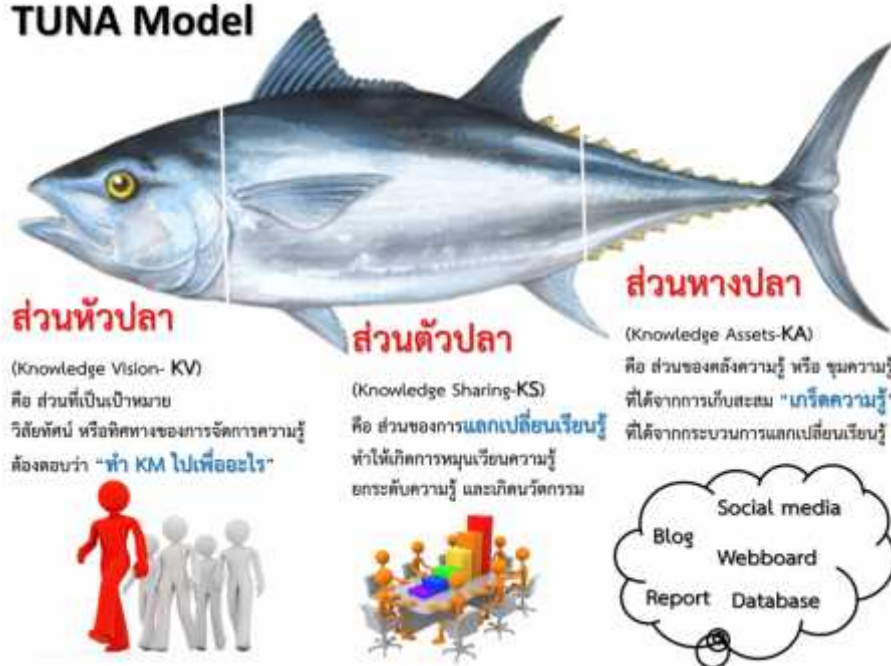 TUNA Model
ส่วนหัวปลา
(Knowledge Vision- KV)
คือ ส่วนที่เป็นเป้าหมาย
วิสัยทัศน์ หรือทิศทางของการจัดการความรู้
ต้องตอบว่า "ทำ KM ไปเพื่ออะไร"
ส่วนตัวปลา
(Knowledge Sharing-KS)
คือ ส่วนของการแลกเปลี่ยนเรียนรู้
ทำให้เกิดการหมุนเวียนความรู้
ยกระดับความรู้ และเกิดนวัตกรรม
ส่วนหางปลา
(Knowledge Assets-KA)
คือ ส่วนของคลังความรู้ หรือ ขุมความรู้
ที่ได้จากการเก็บสะสม "เกร็ดความรู้"
ที่ได้จากกระบวนการแลกเปลี่ยนเรียนรู้
Social media
Blog
Webboard
Report Database